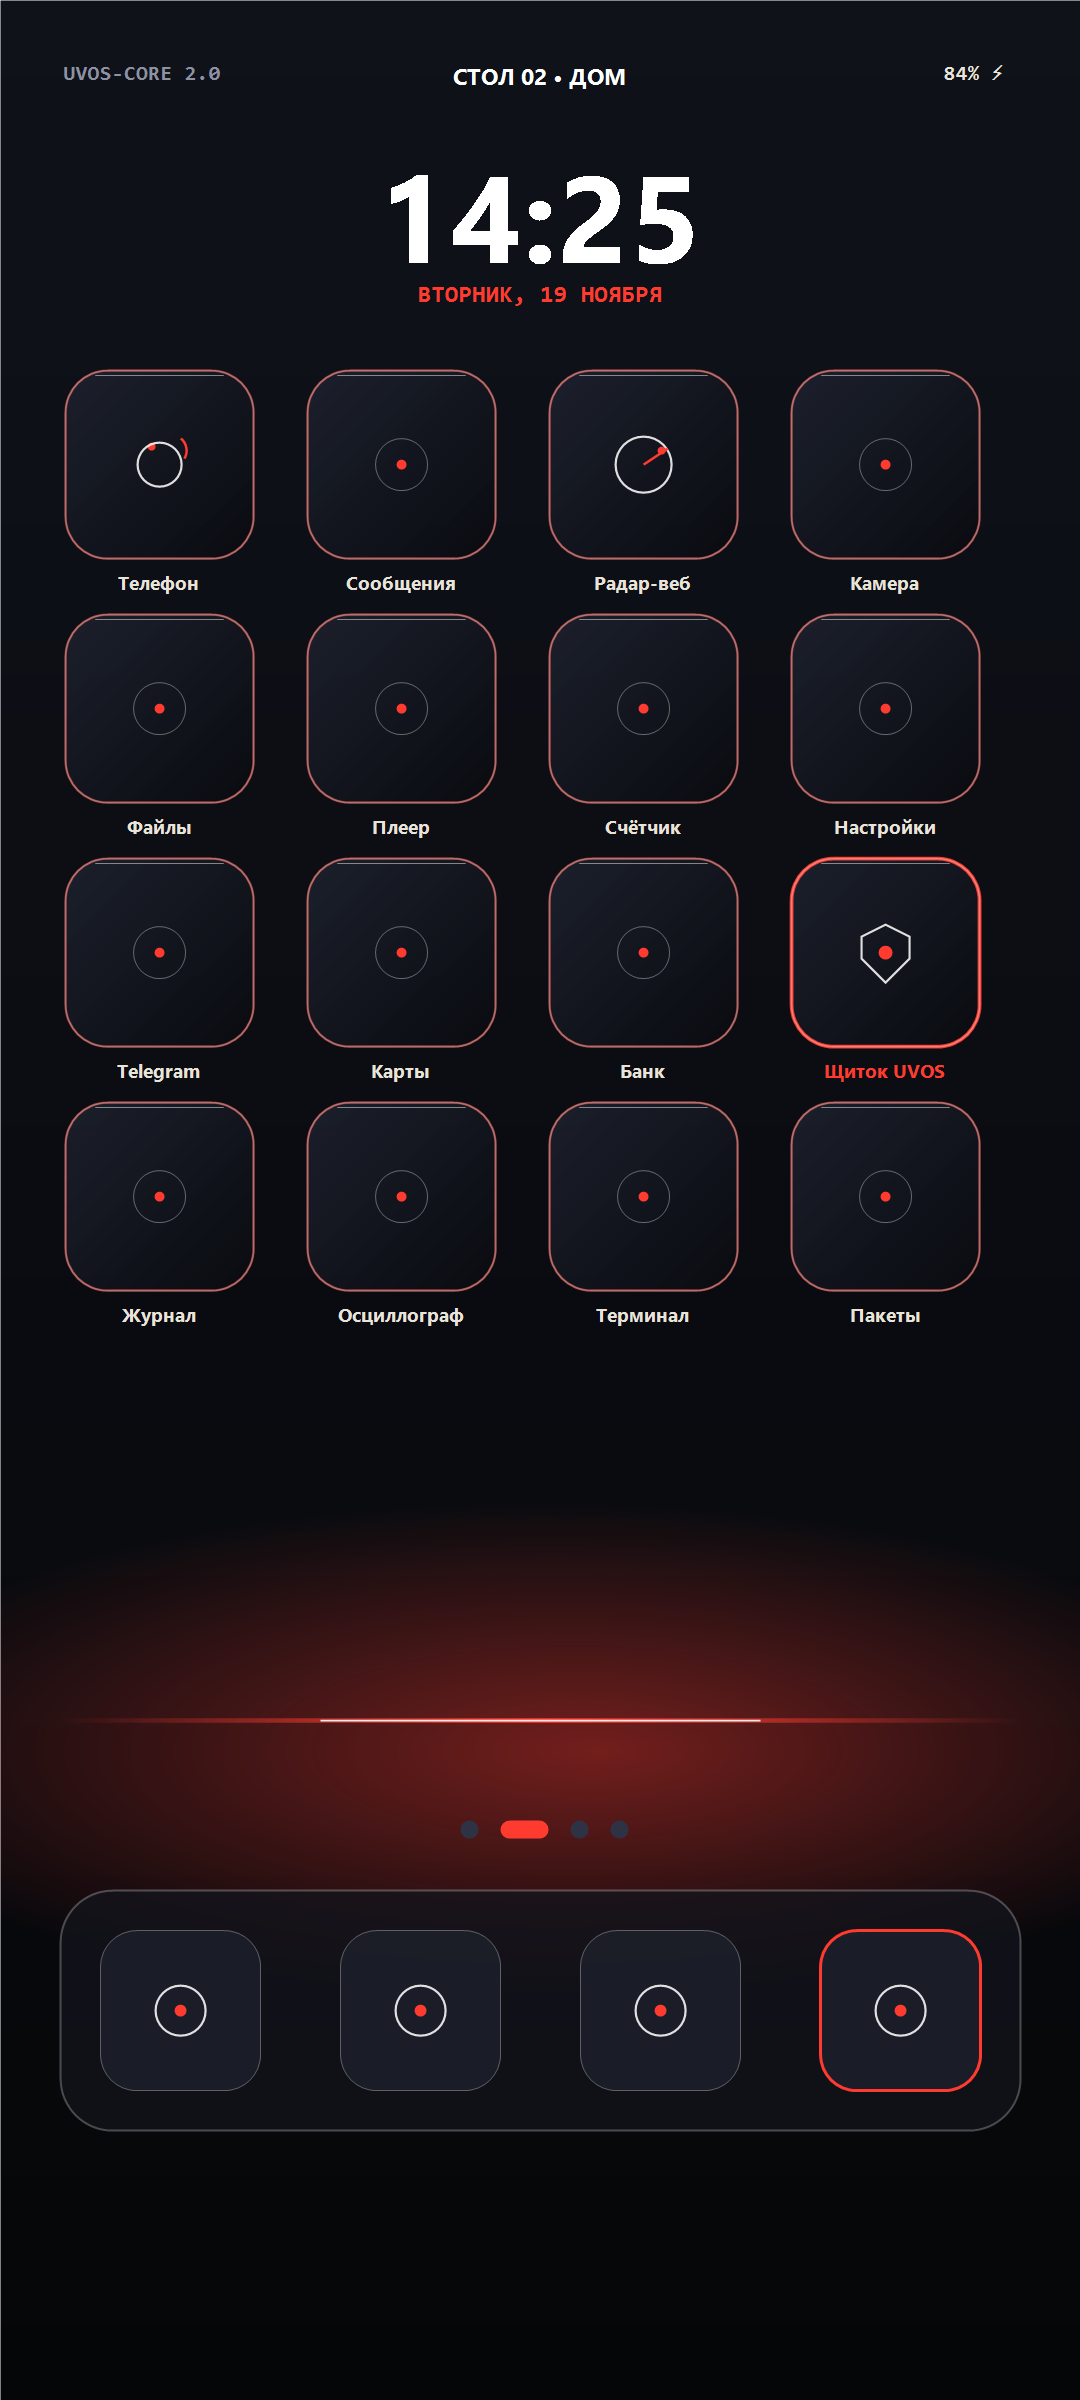 UVOS-CORE 2.0
СТОЛ 02 • ДОМ
84% ⚡
14:25
ВТОРНИК, 19 НОЯБРЯ
Телефон
Сообщения
Радар-веб
Камера
Файлы
Плеер
Счётчик
Настройки
Telegram
Карты
Банк
Щиток UVOS
Журнал
Осциллограф
Терминал
Пакеты